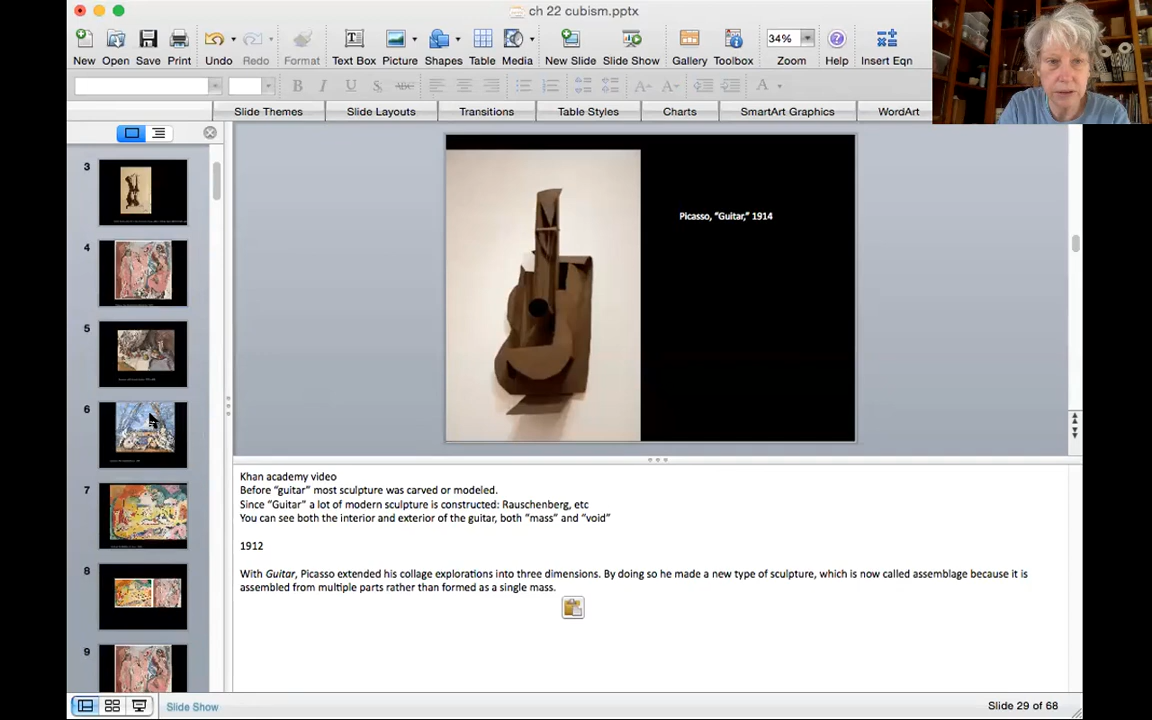 ch 22 cubism.pptx
New Open Save Print Undo Redo Format Text Box Picture Shapes Table Media New Slide Slide Show Gallery Toolbox Zoom Help Insert Eqn
34%
B I U S ABC A A A
Slide Themes Slide Layouts Transitions Table Styles Charts SmartArt Graphics WordArt
3
4
5
6
7
8
9
Picasso, “Guitar,” 1914
Khan academy video
Before “guitar” most sculpture was carved or modeled.
Since “Guitar” a lot of modern sculpture is constructed: Rauschenberg, etc
You can see both the interior and exterior of the guitar, both “mass” and “void”
1912
With Guitar, Picasso extended his collage explorations into three dimensions. By doing so he made a new type of sculpture, which is now called assemblage because it is
assembled from multiple parts rather than formed as a single mass.
Slide Show
Slide 29 of 68